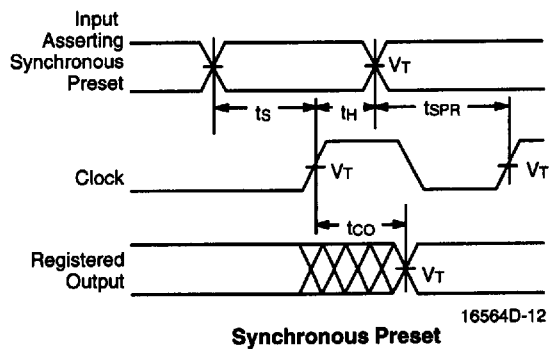 Input
Asserting
Synchronous
Preset
VT
tS
tH
tSPR
Clock
VT
VT
tCO
Registered
Output
VT
16564D-12
Synchronous Preset